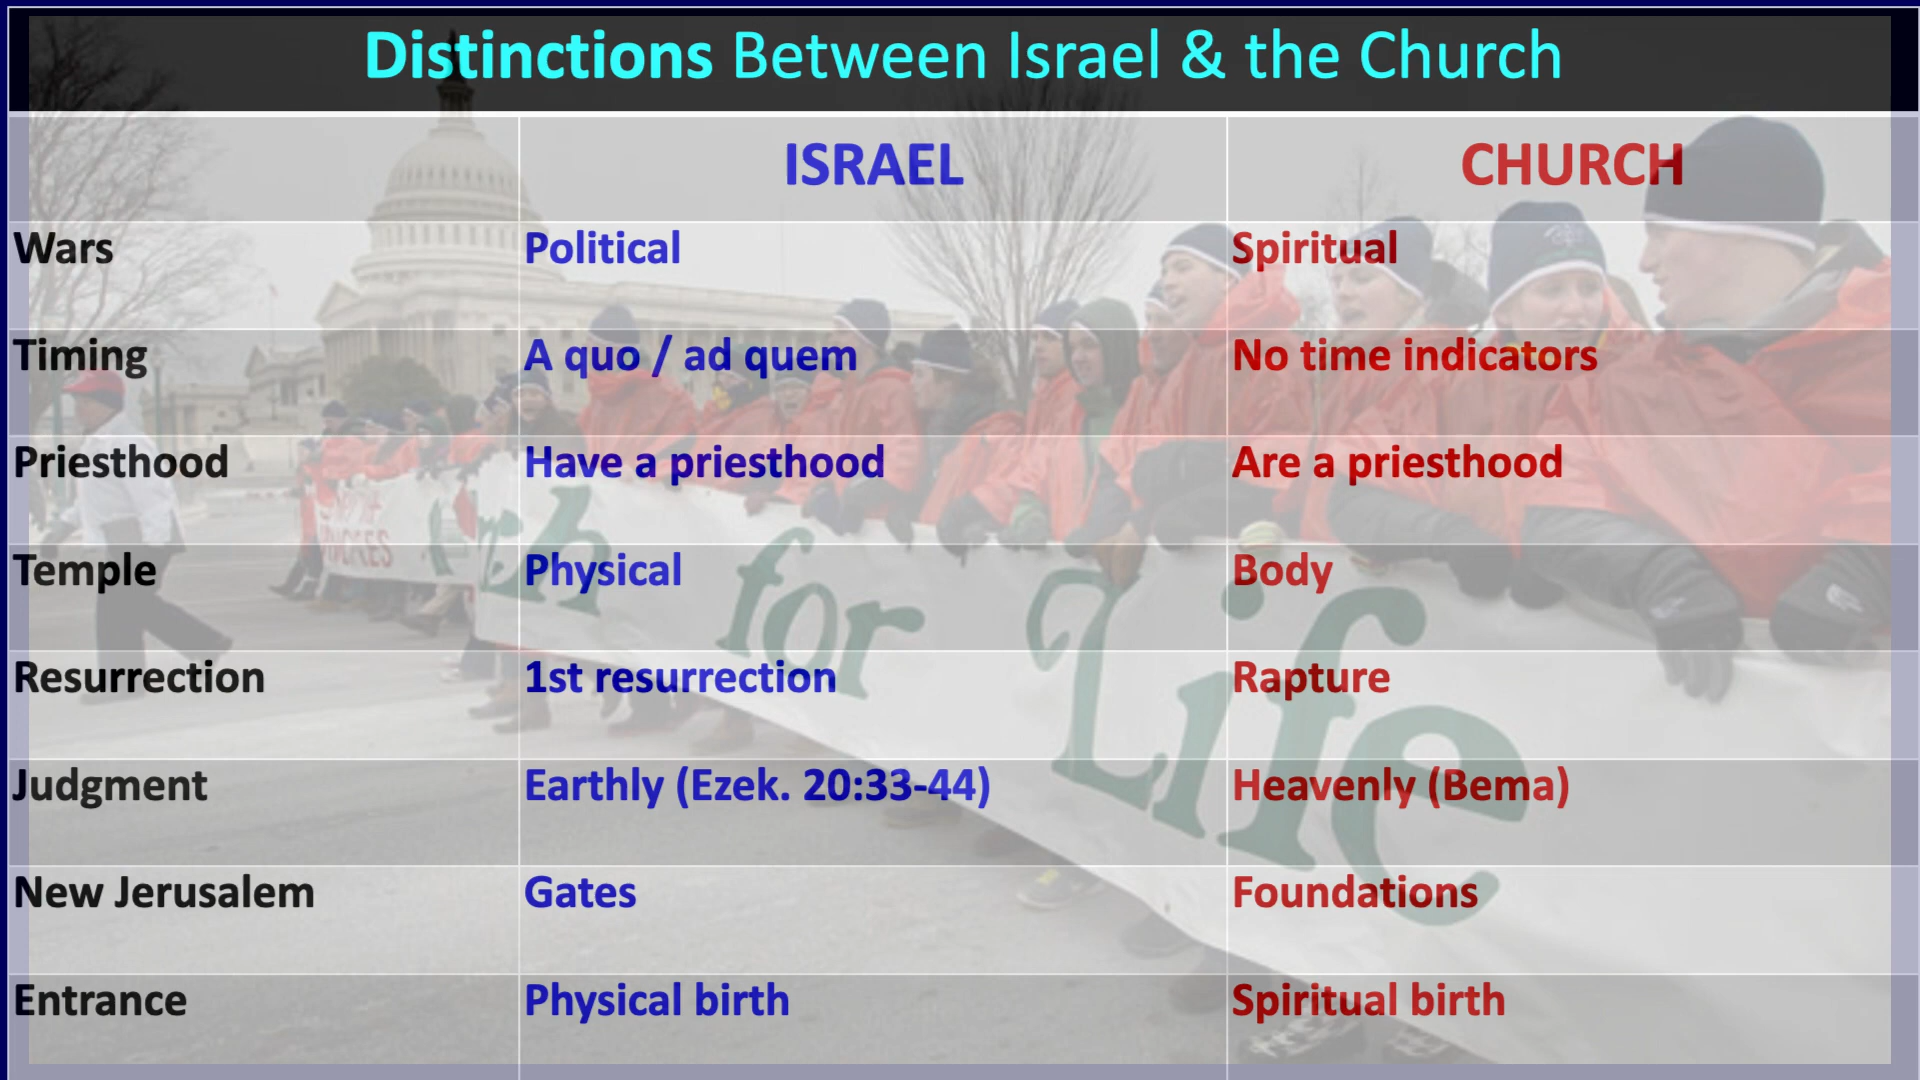 Distinctions Between Israel & the Church
ISRAEL CHURCH
Wars Political Spiritual
Timing A quo / ad quem No time indicators
Priesthood Have a priesthood Are a priesthood
Temple Physical Body
Resurrection 1st resurrection Rapture
Judgment Earthly (Ezek. 20:33-44) Heavenly (Bema)
New Jerusalem Gates Foundations
Entrance Physical birth Spiritual birth
for Life